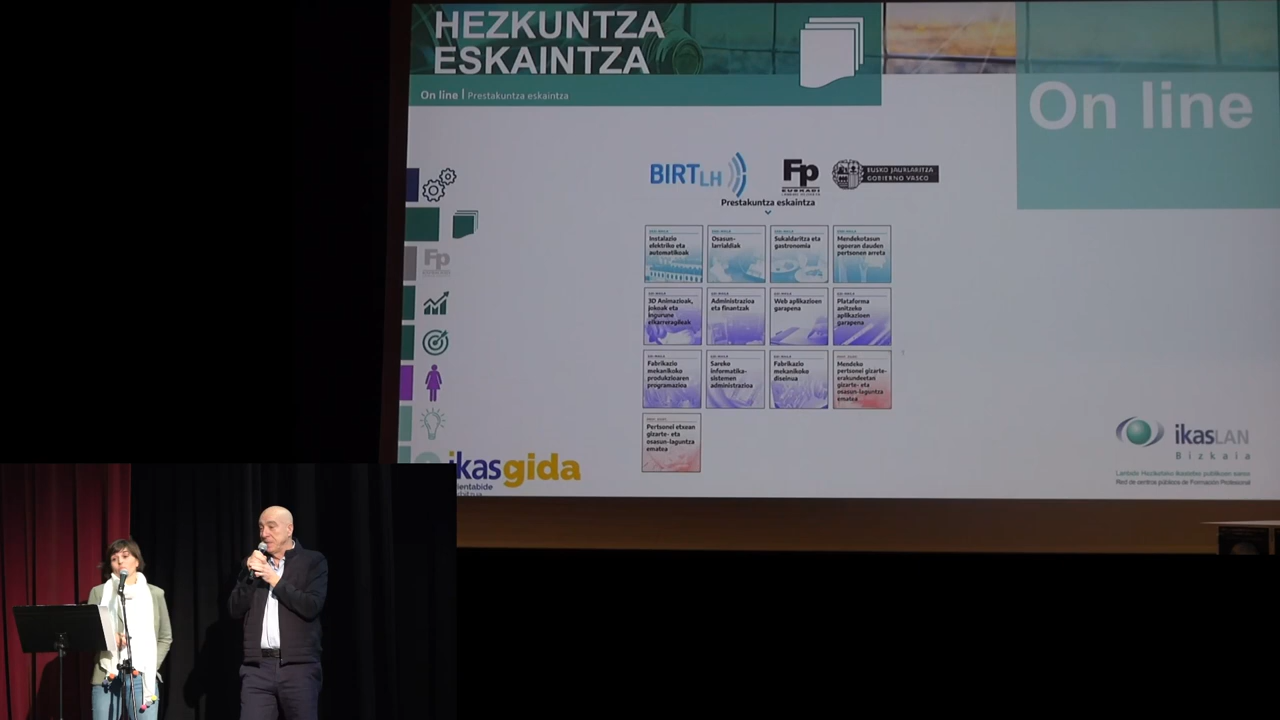 HEZKUNTZA
ESKAINTZA
On line | Prestakuntza eskaintza
On line
BIRT LH
Fp
EUSKADI
EUSKO JAURLARITZA
GOBIERNO VASCO
Prestakuntza eskaintza
Instalazio
elektriko eta
automatikoak
Osasun-
larrialdiak
Sukaldaritza eta
gastronomia
Mendekotasun
egoeran dauden
pertsonen arreta
3D Animazioak,
jokoak eta
ingurune
elkarreragileak
Administrazioa
eta finantzak
Web aplikazioen
garapena
Plataforma
anitzeko
aplikazioen
garapena
Fabrikazio
mekanikoko
produkzioaren
programazioa
Sareko
informatika-
sistemen
administrazioa
Fabrikazio
mekanikoko
diseinua
Mendeko
pertsonei gizarte-
erakundeetan
gizarte- eta
osasun-laguntza
ematea
Pertsonei etxean
gizarte- eta
osasun-laguntza
ematea
Fp
ikasgida
ikasLAN
Bizkaia
Lanbide Heziketako ikastetxe publikoen sarea
Red de centros públicos de Formación Profesional